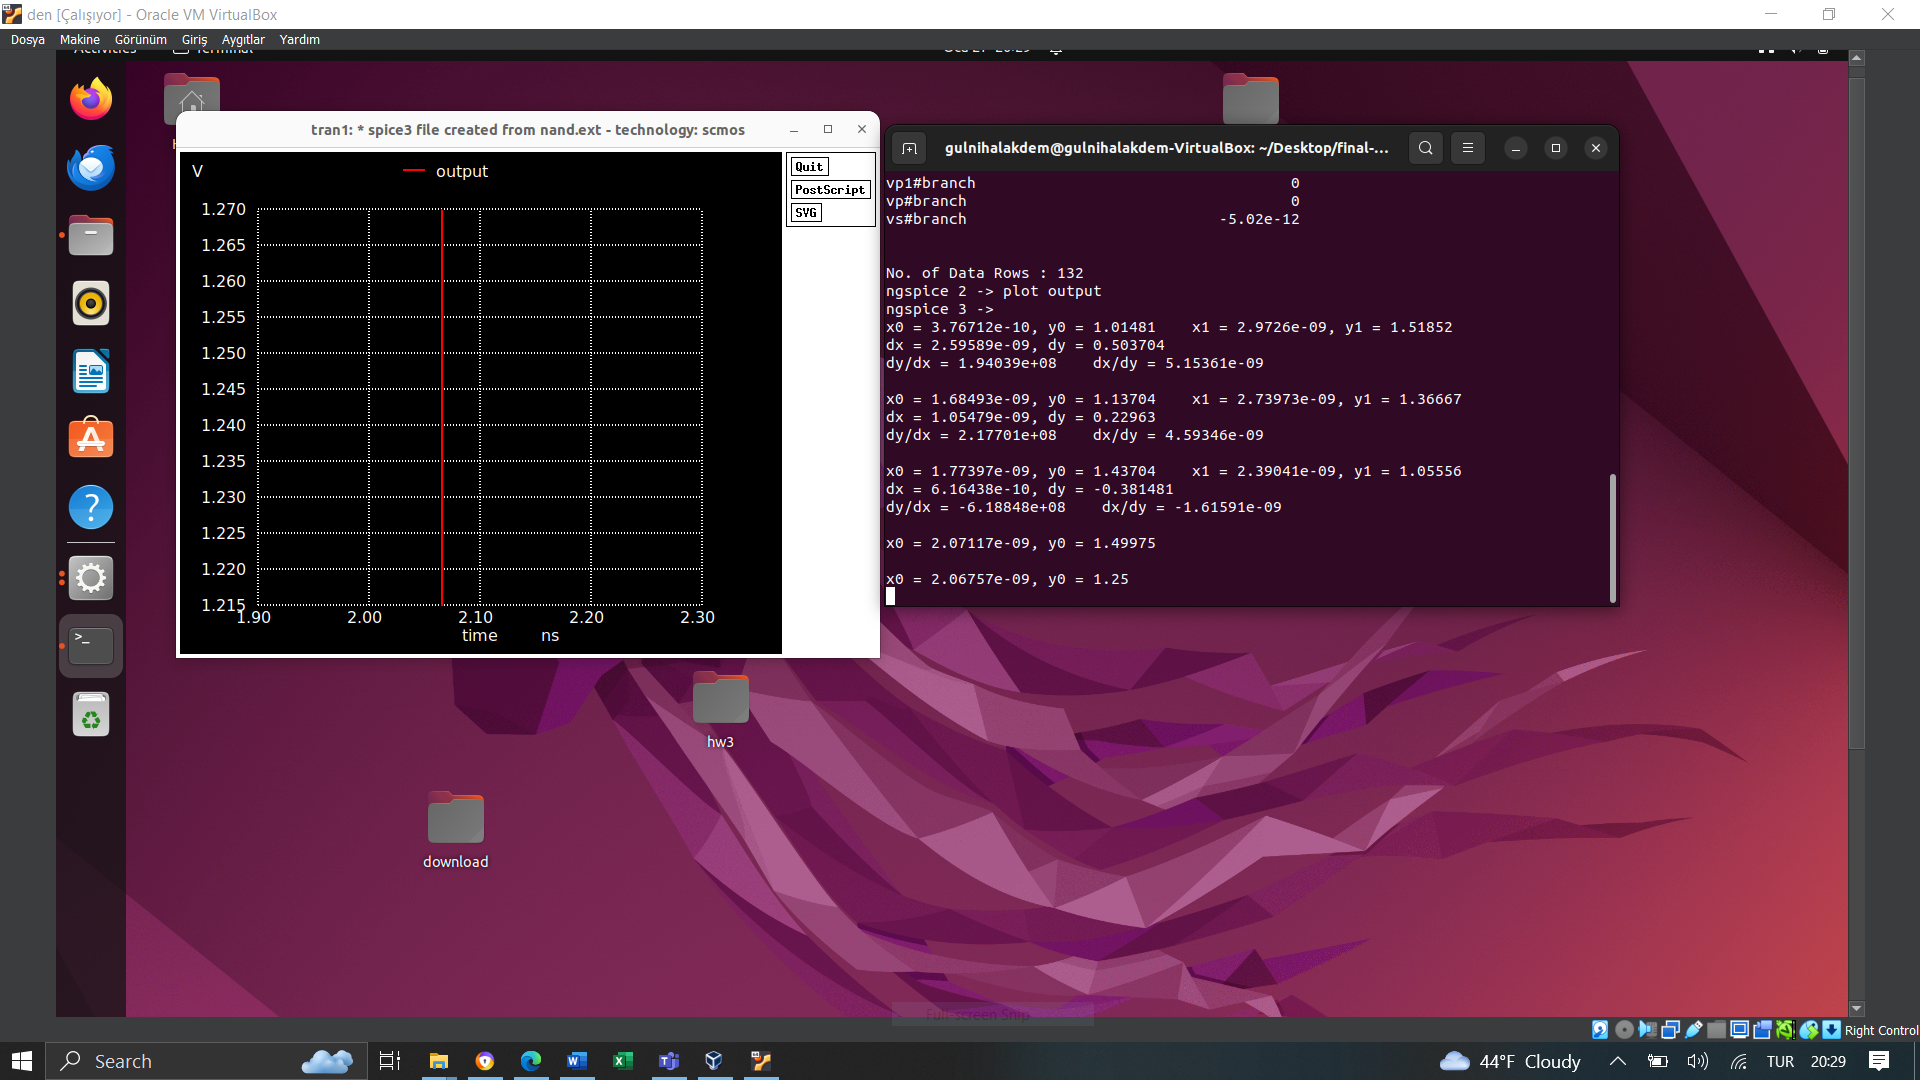 den [Çalışıyor] - Oracle VM VirtualBox
Dosya Makine Görünüm Giriş Aygıtlar Yardım
tran1: * spice3 file created from nand.ext - technology: scmos
V
output
Quit
PostScript
SVG
1.270
1.265
1.260
1.255
1.250
1.245
1.240
1.235
1.230
1.225
1.220
1.215
1.90 2.00 2.10 2.20 2.30
time ns
gulnihalakdem@gulnihalakdem-VirtualBox: ~/Desktop/final-...
vp1#branch 0
vp#branch 0
vs#branch -5.02e-12
No. of Data Rows : 132
ngspice 2 -> plot output
ngspice 3 ->
x0 = 3.76712e-10, y0 = 1.01481 x1 = 2.9726e-09, y1 = 1.51852
dx = 2.59589e-09, dy = 0.503704
dy/dx = 1.94039e+08 dx/dy = 5.15361e-09
x0 = 1.68493e-09, y0 = 1.13704 x1 = 2.73973e-09, y1 = 1.36667
dx = 1.05479e-09, dy = 0.22963
dy/dx = 2.17701e+08 dx/dy = 4.59346e-09
x0 = 1.77397e-09, y0 = 1.43704 x1 = 2.39041e-09, y1 = 1.05556
dx = 6.16438e-10, dy = -0.381481
dy/dx = -6.18848e+08 dx/dy = -1.61591e-09
x0 = 2.07117e-09, y0 = 1.49975
x0 = 2.06757e-09, y0 = 1.25
hw3
download
Full-screen Snip
Right Control
Search
44°F Cloudy
TUR
20:29